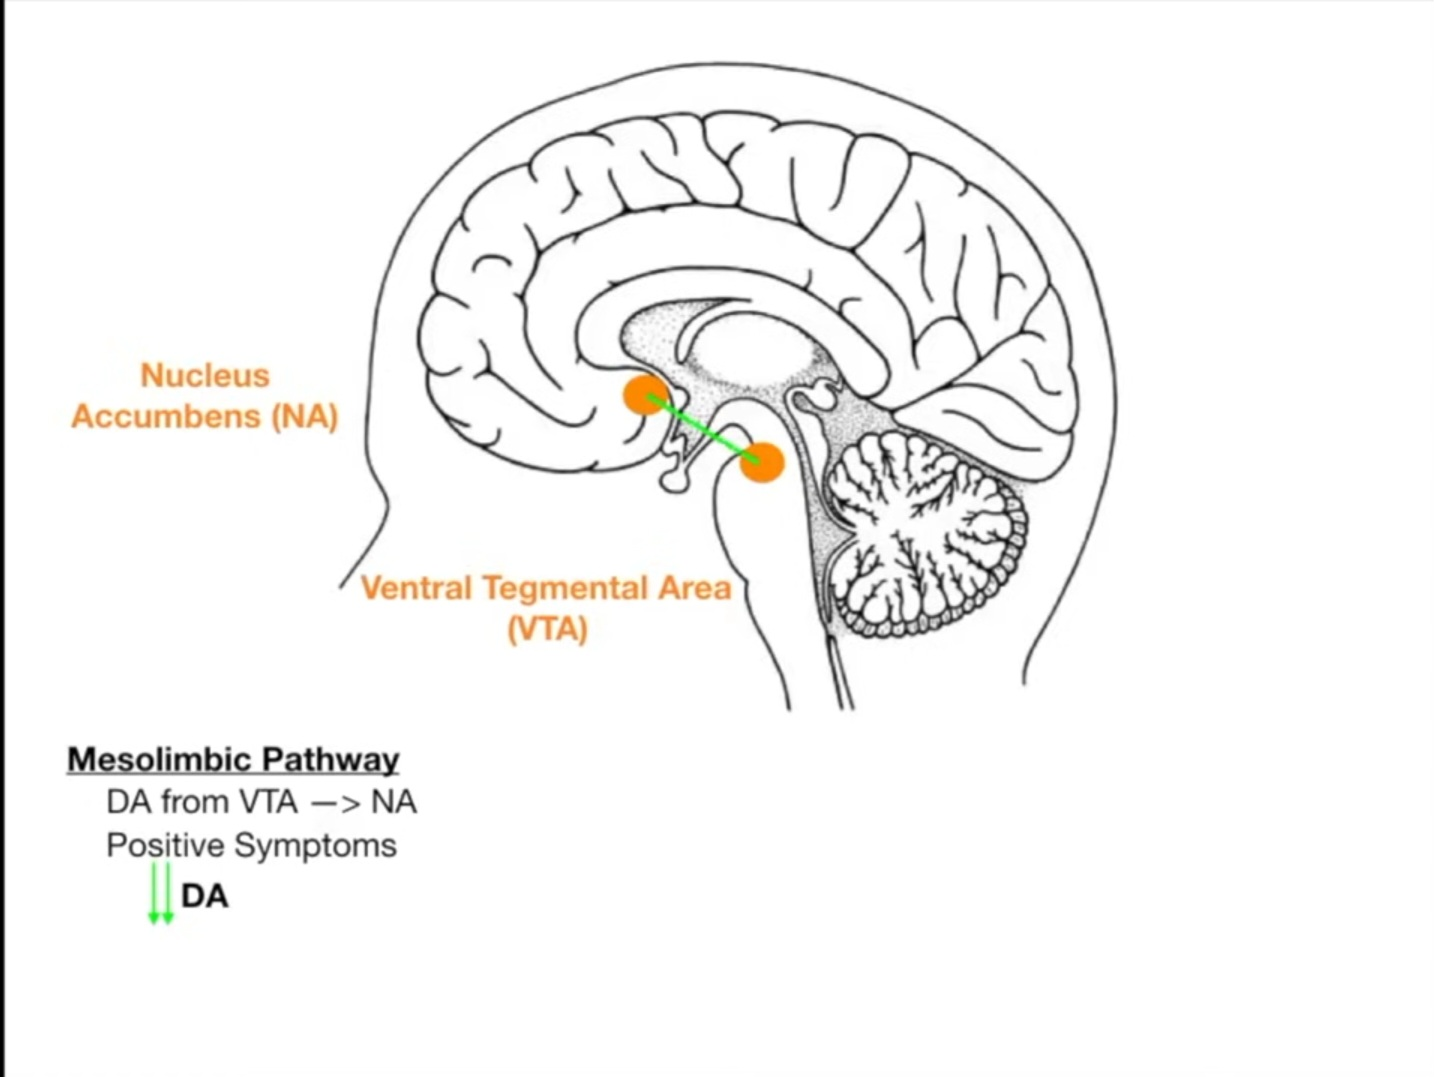 Nucleus
Accumbens (NA)
Ventral Tegmental Area
(VTA)
Mesolimbic Pathway
DA from VTA —> NA
Positive Symptoms
DA